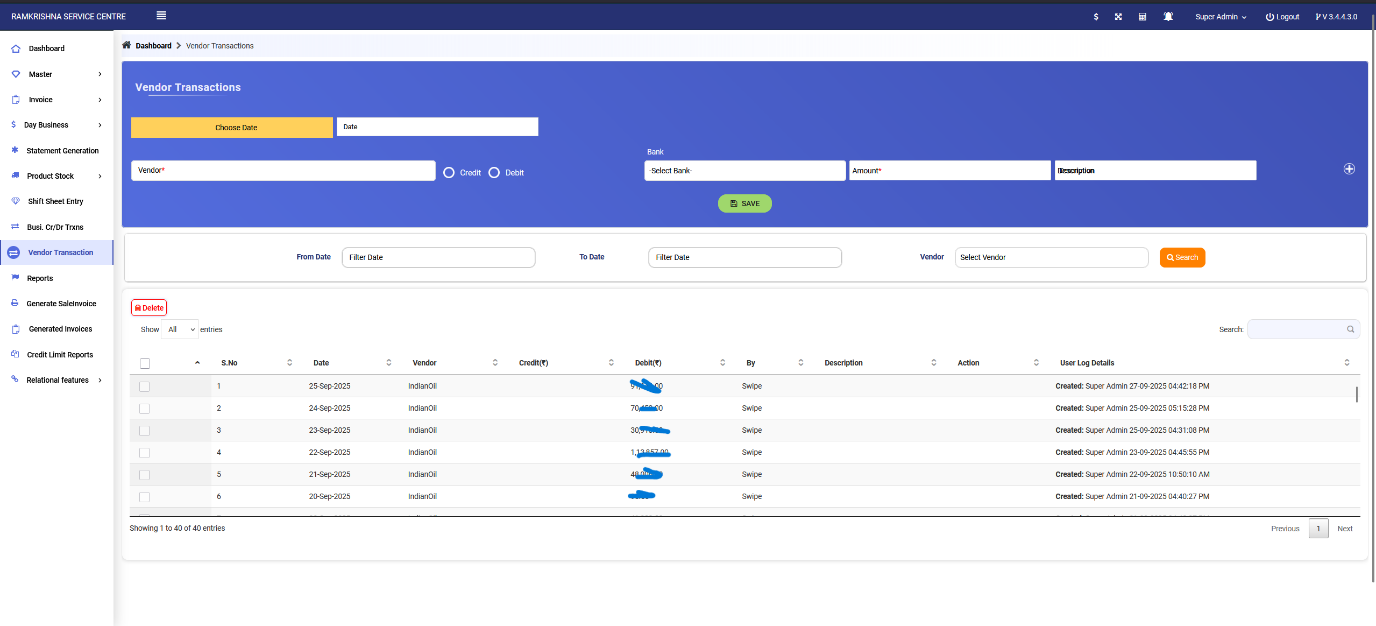 RAMKRISHNA SERVICE CENTRE
$ Super Admin Logout V 3.4.4.3.0
Dashboard
Master
Invoice
Day Business
Statement Generation
Product Stock
Shift Sheet Entry
Busi. Cr/Dr Trxns
Vendor Transaction
Reports
Generate SaleInvoice
Generated Invoices
Credit Limit Reports
Relational features
Dashboard > Vendor Transactions
Vendor Transactions
Choose Date Date
Bank
Vendor* Credit Debit -Select Bank- Amount* Description
SAVE
From Date Filter Date To Date Filter Date Vendor Select Vendor Search
Delete
Show All entries Search:
S.No Date Vendor Credit(₹) Debit(₹) By Description Action User Log Details
1 25-Sep-2025 IndianOil Swipe Created: Super Admin 27-09-2025 04:42:18 PM
2 24-Sep-2025 IndianOil Swipe Created: Super Admin 25-09-2025 05:15:28 PM
3 23-Sep-2025 IndianOil Swipe Created: Super Admin 25-09-2025 04:31:08 PM
4 22-Sep-2025 IndianOil Swipe Created: Super Admin 23-09-2025 04:45:55 PM
5 21-Sep-2025 IndianOil Swipe Created: Super Admin 22-09-2025 10:50:10 AM
6 20-Sep-2025 IndianOil Swipe Created: Super Admin 21-09-2025 04:40:27 PM
Showing 1 to 40 of 40 entries
Previous 1 Next